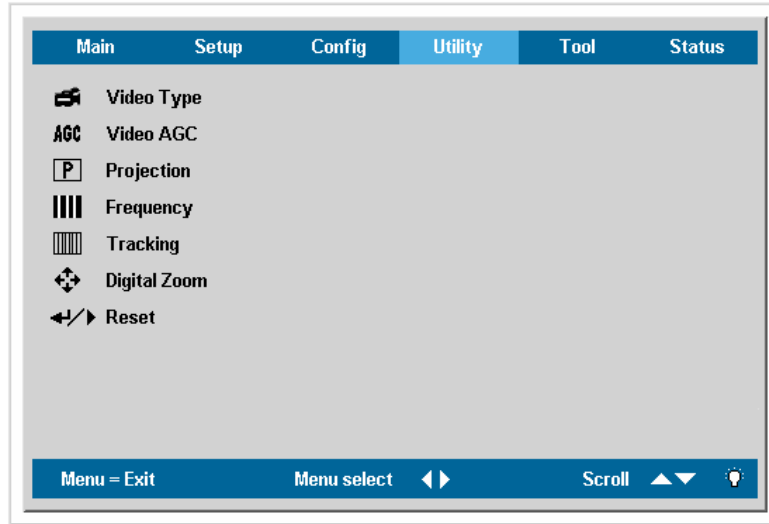 Main Setup Config Utility Tool Status
Video Type
AGC Video AGC
P Projection
Frequency
Tracking
Digital Zoom
Reset
Menu = Exit Menu select Scroll